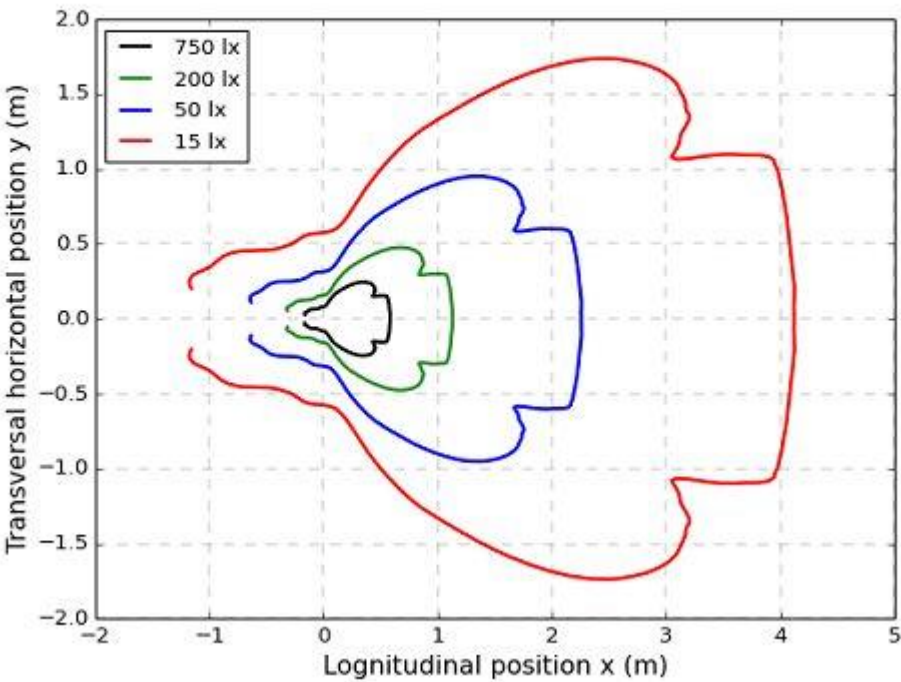 2.0
1.5
1.0
0.5
0.0
−0.5
−1.0
−1.5
−2.0
Transversal horizontal position y (m)
750 lx
200 lx
50 lx
15 lx
−2 −1 0 1 2 3 4 5
Lognitudinal position x (m)